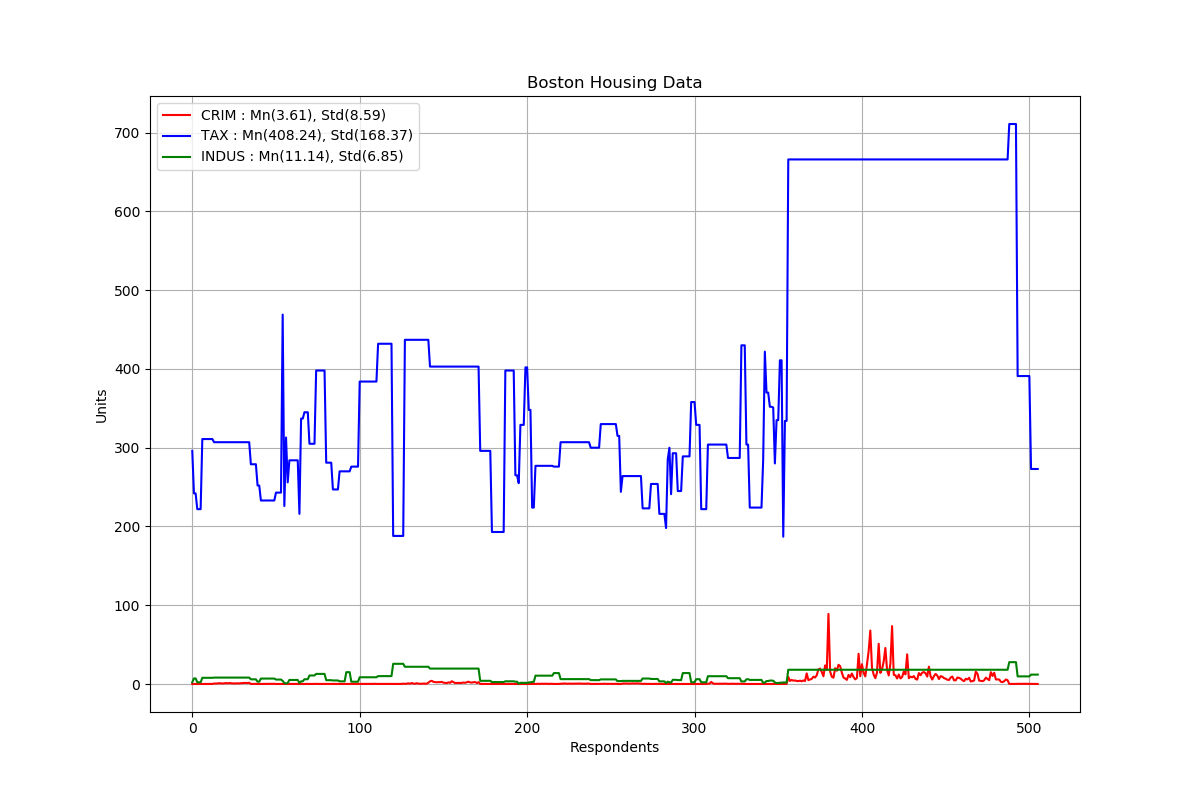 Boston Housing Data
CRIM : Mn(3.61), Std(8.59)
TAX : Mn(408.24), Std(168.37)
INDUS : Mn(11.14), Std(6.85)
700
600
500
400
300
200
100
0
Units
0 100 200 300 400 500
Respondents